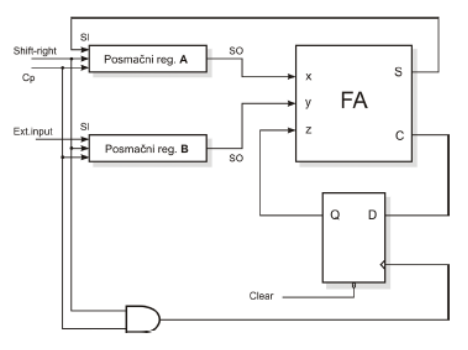 SI
Shift-right
Posmačni reg. A
SO
Cp
x
S
y
FA
Ext.input
SI
z
C
Posmačni reg. B
SO
Q
D
Clear